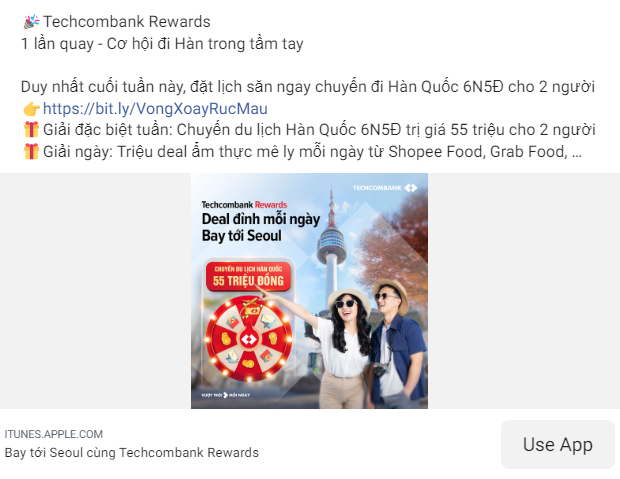 🎉 Techcombank Rewards
1 lần quay - Cơ hội đi Hàn trong tầm tay
Duy nhất cuối tuần này, đặt lịch săn ngay chuyến đi Hàn Quốc 6N5Đ cho 2 người
👉 https://bit.ly/VongXoayRucMau
🎁 Giải đặc biệt tuần: Chuyến du lịch Hàn Quốc 6N5Đ trị giá 55 triệu cho 2 người
🎁 Giải ngày: Triệu deal ẩm thực mê ly mỗi ngày từ Shopee Food, Grab Food, ...
TECHCOMBANK
Techcombank Rewards
Deal đỉnh mỗi ngày
Bay tới Seoul
CHUYẾN DU LỊCH HÀN QUỐC
55 TRIỆU ĐỒNG
VƯỢT TRỘI MỖI NGÀY
ITUNES.APPLE.COM
Bay tới Seoul cùng Techcombank Rewards
Use App